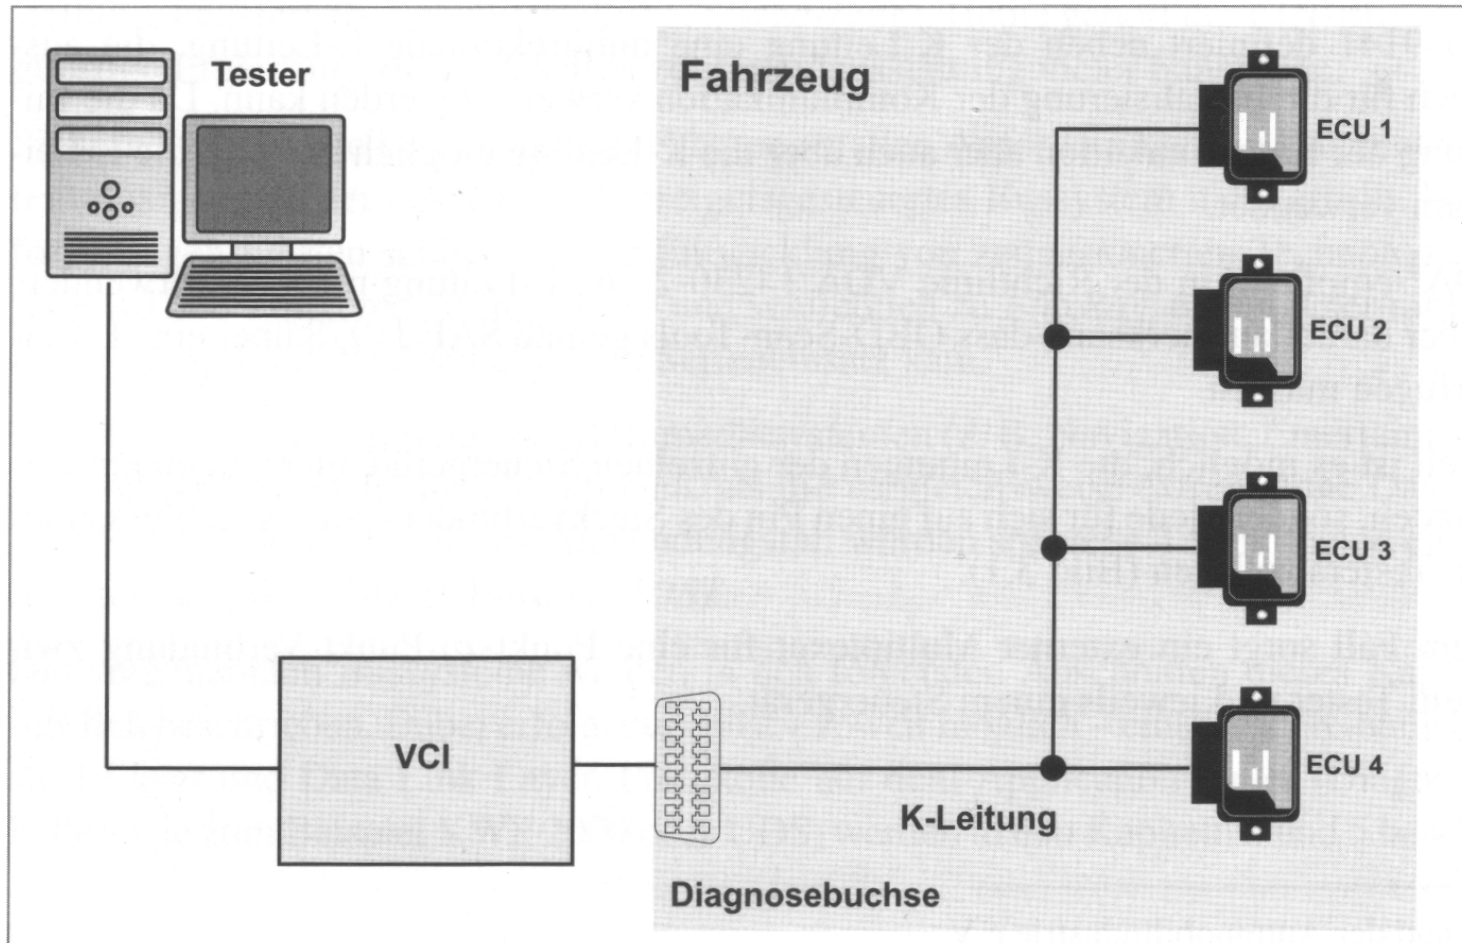 Tester
Fahrzeug
ECU 1
ECU 2
ECU 3
VCI
ECU 4
K-Leitung
Diagnosebuchse